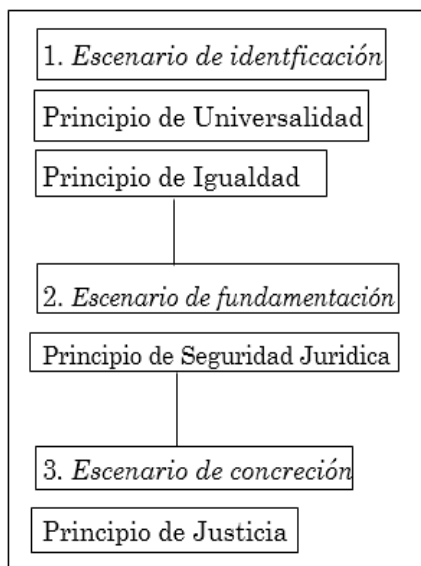 1. Escenario de identficación
Principio de Universalidad
Principio de Igualdad
2. Escenario de fundamentación
Principio de Seguridad Juridica
3. Escenario de concreción
Principio de Justicia